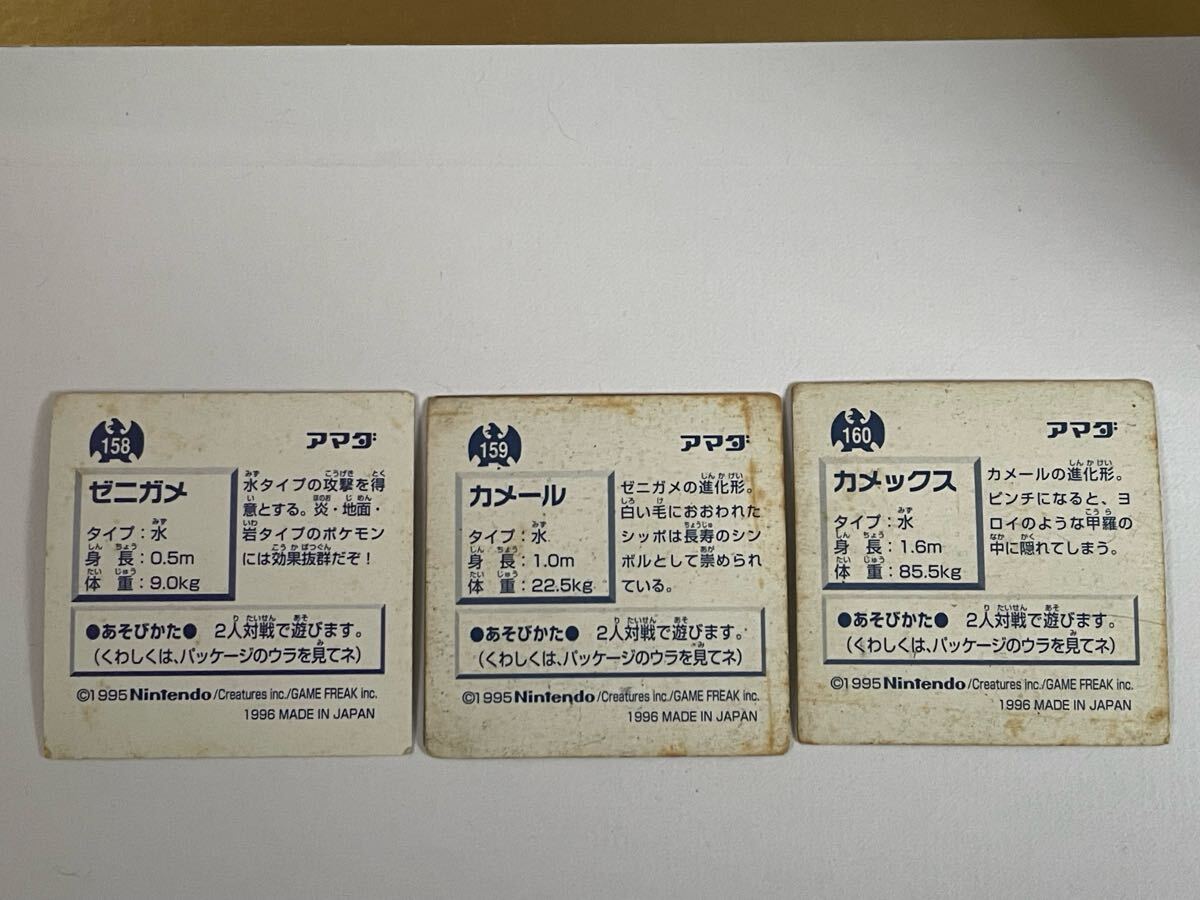 158
アマダ
ゼニガメ
タイプ:水
身長:0.5m
体重:9.0kg
水タイプの攻撃を得
意とする。炎・地面・
岩タイプのポケモン
には効果抜群だぞ!
●あそびかた● 2人対戦で遊びます。
(くわしくは、パッケージのウラを見てネ)
©1995 Nintendo/Creatures inc./GAME FREAK inc.
1996 MADE IN JAPAN
159
アマダ
カメール
タイプ:水
身長:1.0m
体重:22.5kg
ゼニガメの進化形。
白い毛におおわれた
シッポは長寿のシン
ボルとして崇められ
ている。
●あそびかた● 2人対戦で遊びます。
(くわしくは、パッケージのウラを見てネ)
©1995 Nintendo/Creatures inc./GAME FREAK inc.
1996 MADE IN JAPAN
160
アマダ
カメックス
タイプ:水
身長:1.6m
体重:85.5kg
カメールの進化形。
ピンチになると、ヨ
ロイのような甲羅の
中に隠れてしまう。
●あそびかた● 2人対戦で遊びます。
(くわしくは、パッケージのウラを見てネ)
©1995 Nintendo/Creatures inc./GAME FREAK inc.
1996 MADE IN JAPAN